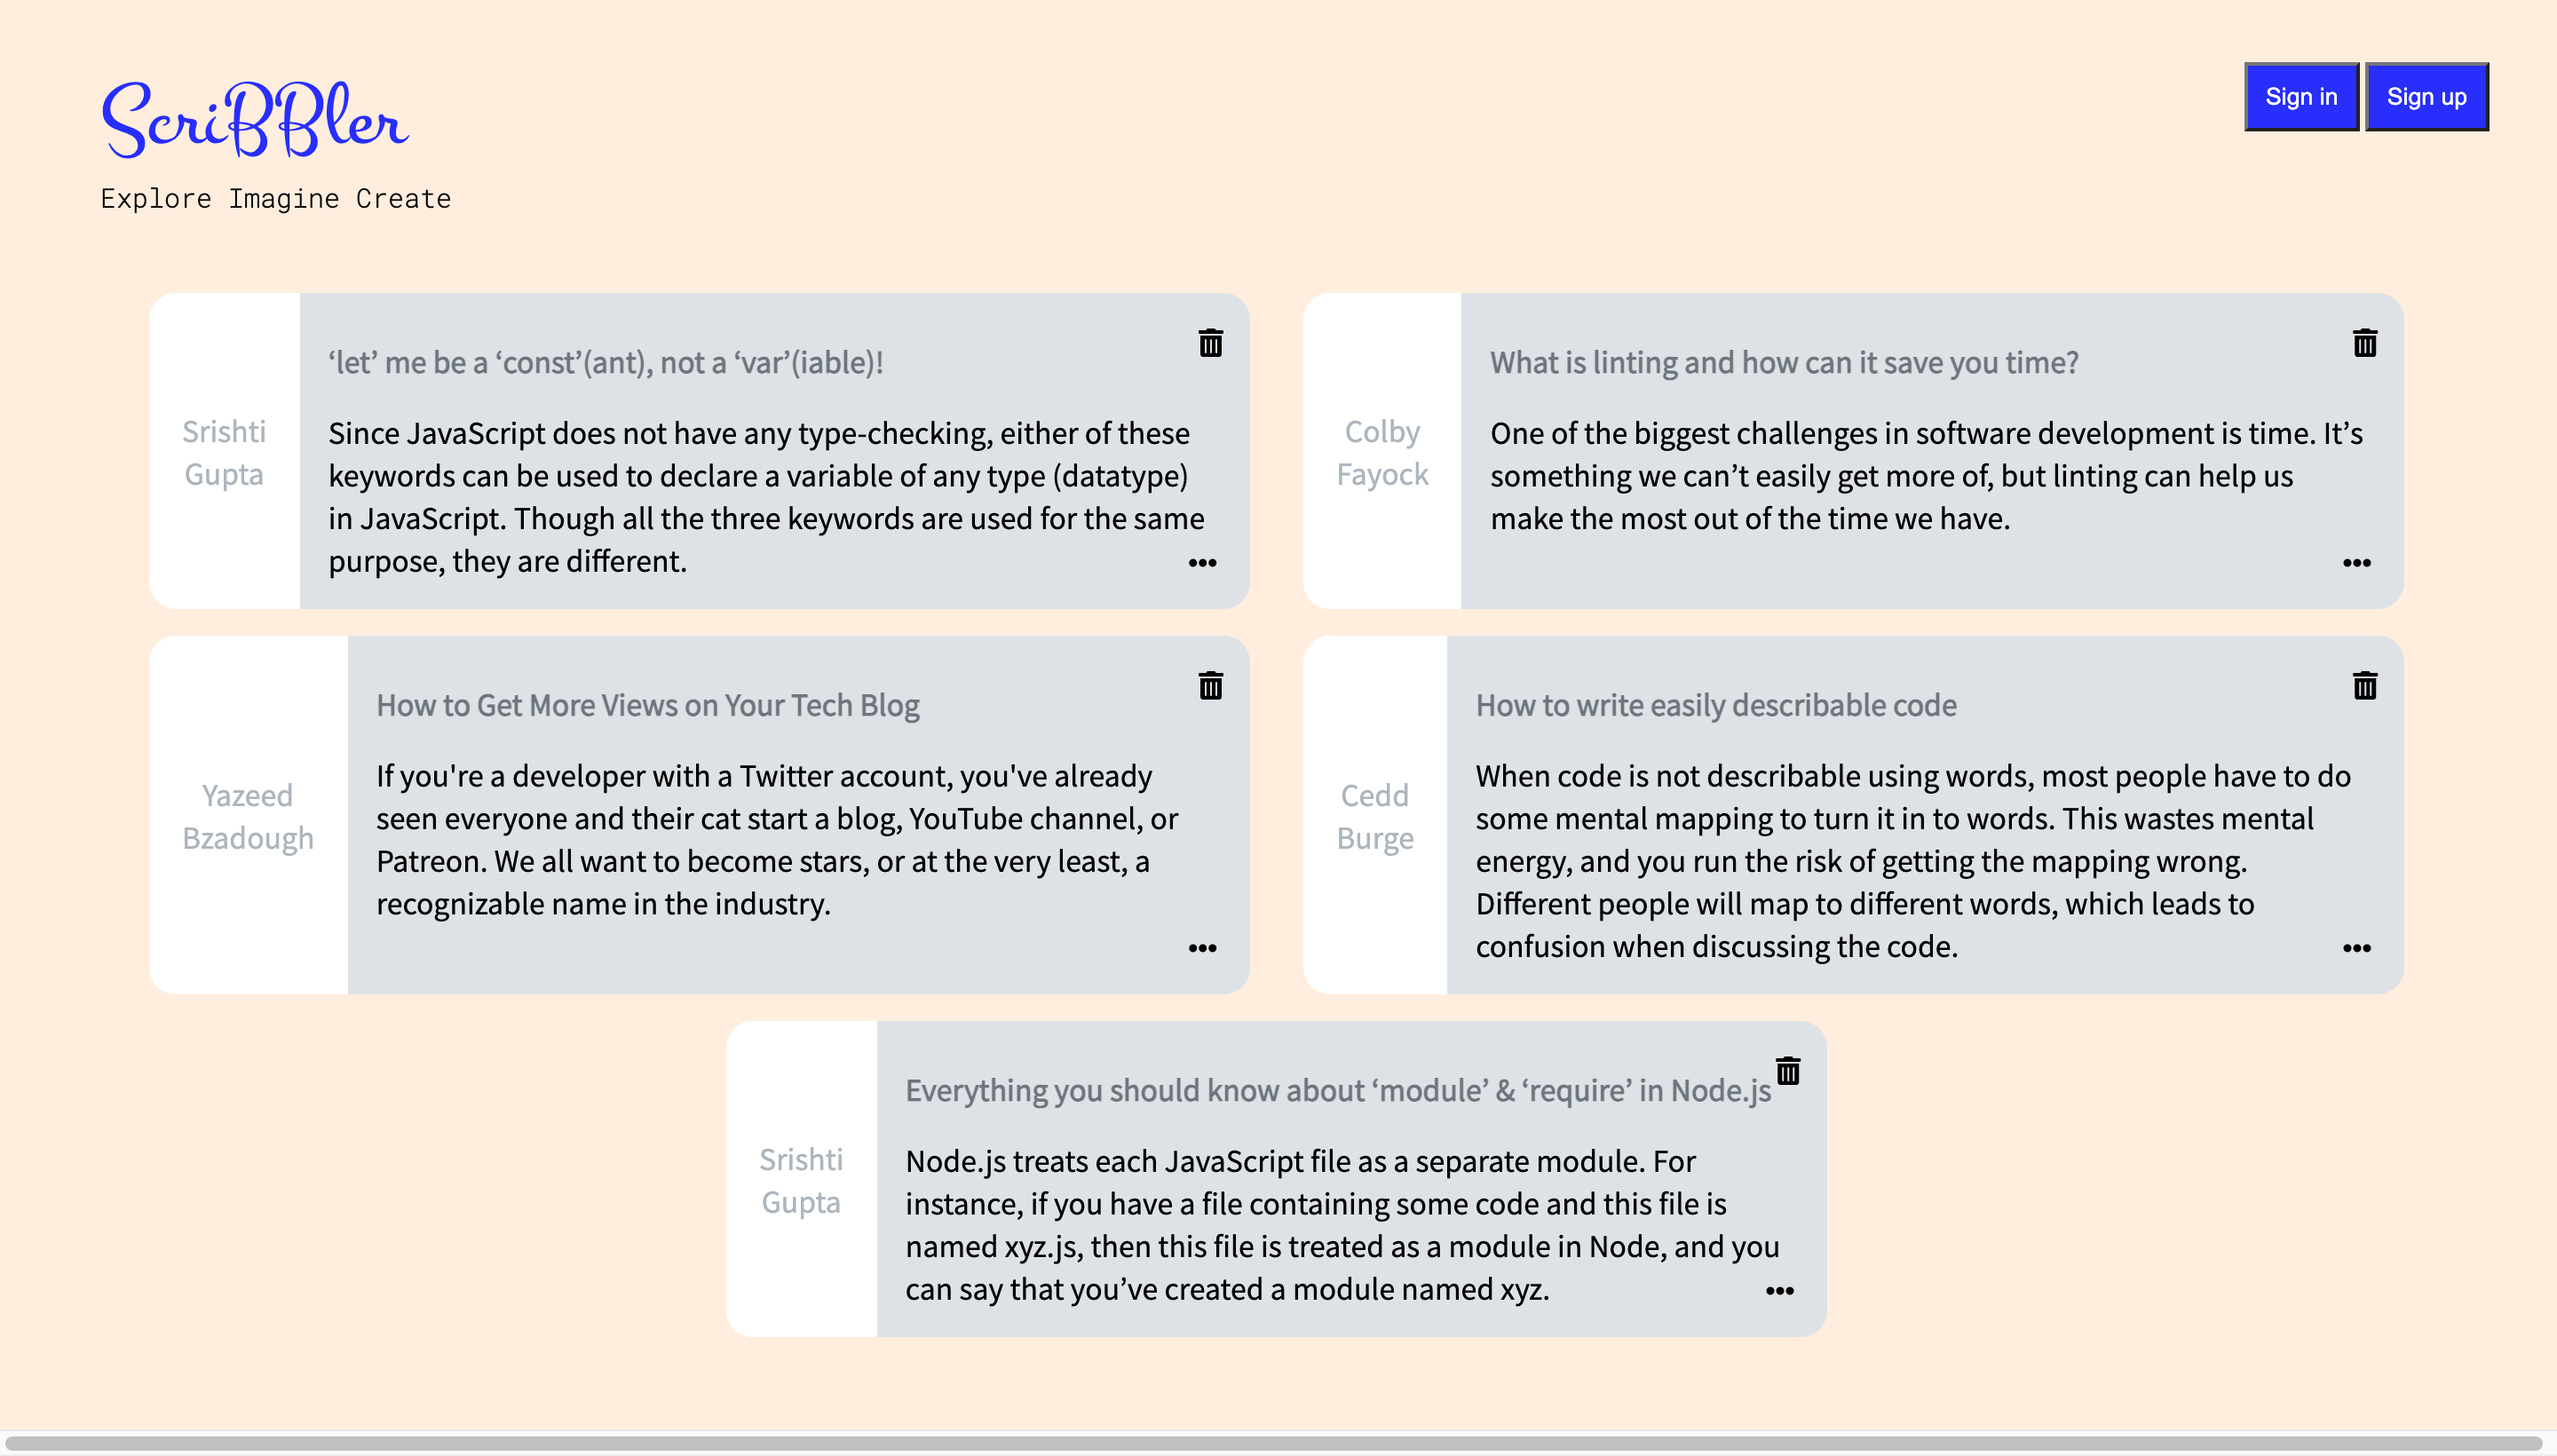 ScriBBler
Sign in
Sign up
Explore Imagine Create
Srishti
Gupta
‘let’ me be a ‘const’(ant), not a ‘var’(iable)!
Since JavaScript does not have any type-checking, either of these
keywords can be used to declare a variable of any type (datatype)
in JavaScript. Though all the three keywords are used for the same
purpose, they are different.
Colby
Fayock
What is linting and how can it save you time?
One of the biggest challenges in software development is time. It’s
something we can’t easily get more of, but linting can help us
make the most out of the time we have.
Yazeed
Bzadough
How to Get More Views on Your Tech Blog
If you're a developer with a Twitter account, you've already
seen everyone and their cat start a blog, YouTube channel, or
Patreon. We all want to become stars, or at the very least, a
recognizable name in the industry.
Cedd
Burge
How to write easily describable code
When code is not describable using words, most people have to do
some mental mapping to turn it in to words. This wastes mental
energy, and you run the risk of getting the mapping wrong.
Different people will map to different words, which leads to
confusion when discussing the code.
Srishti
Gupta
Everything you should know about ‘module’ & ‘require’ in Node.js
Node.js treats each JavaScript file as a separate module. For
instance, if you have a file containing some code and this file is
named xyz.js, then this file is treated as a module in Node, and you
can say that you’ve created a module named xyz.